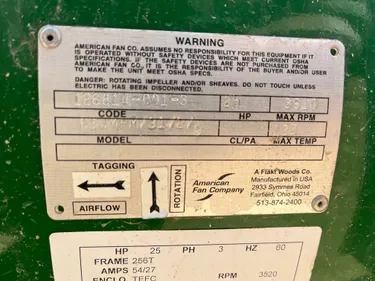 WARNING
AMERICAN FAN CO. ASSUMES NO RESPONSIBILITY FOR THIS EQUIPMENT IF IT
IS OPERATED WITHOUT SAFETY DEVICES WHICH MEET CURRENT OSHA
SPECIFICATIONS. IF SAFETY DEVICES ARE NOT PURCHASED FROM
AMERICAN FAN CO., IT IS THE RESPONSIBILITY OF THE BUYER AND/OR USER
TO MAKE THE UNIT MEET OSHA SPECS.
DANGER: ROTATING IMPELLER AND/OR SHEAVES. DO NOT TOUCH UNLESS
ELECTRIC HAS BEEN DISCONNECTED.
CODE HP MAX RPM
MODEL CL/PA MAX TEMP
TAGGING
AIRFLOW
ROTATION
American
Fan Company
A Fläkt Woods Co.
Manufactured in USA
2933 Symmes Road
Fairfield, Ohio 45014
513-874-2400
HP 25 PH 3 HZ 60
FRAME 256T
AMPS 54/27
ENCLO TEFC RPM 3520